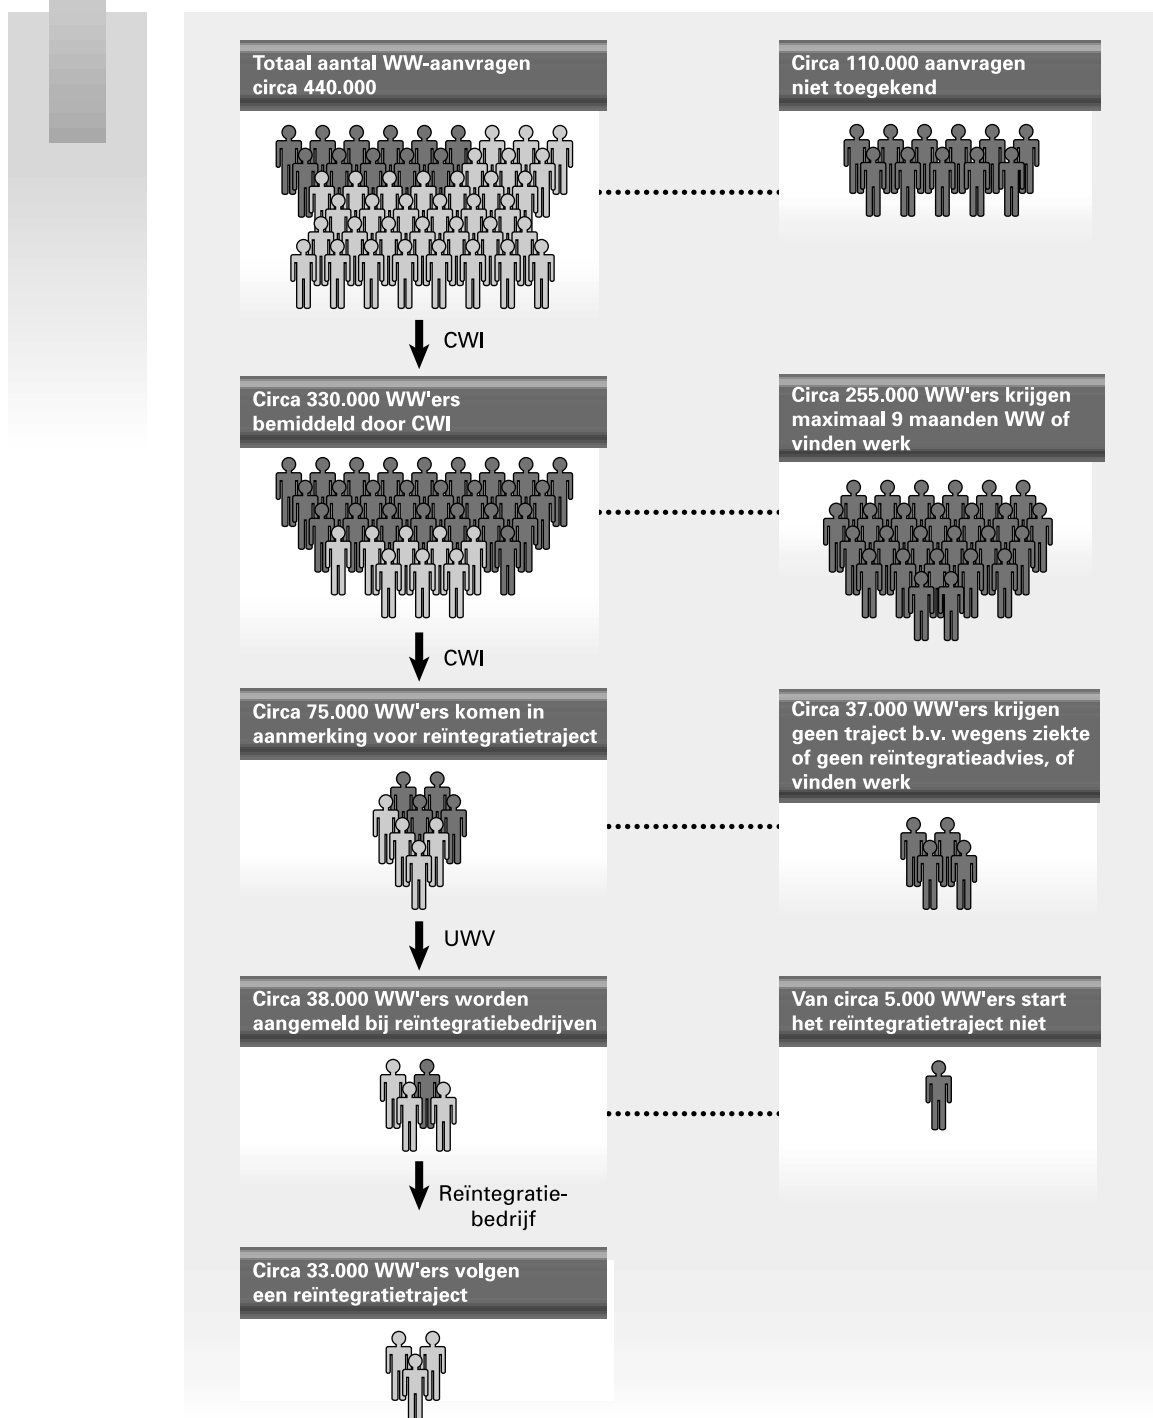 Totaal aantal WW-aanvragen
circa 440.000
Circa 110.000 aanvragen
niet toegekend
CWI
Circa 330.000 WW'ers
bemiddeld door CWI
Circa 255.000 WW'ers krijgen
maximaal 9 maanden WW of
vinden werk
CWI
Circa 75.000 WW'ers komen in
aanmerking voor reïntegratietraject
Circa 37.000 WW'ers krijgen
geen traject b.v. wegens ziekte
of geen reïntegratieadvies, of
vinden werk
UWV
Circa 38.000 WW'ers worden
aangemeld bij reïntegratiebedrijven
Van circa 5.000 WW'ers start
het reïntegratietraject niet
Reïntegratie-
bedrijf
Circa 33.000 WW'ers volgen
een reïntegratietraject